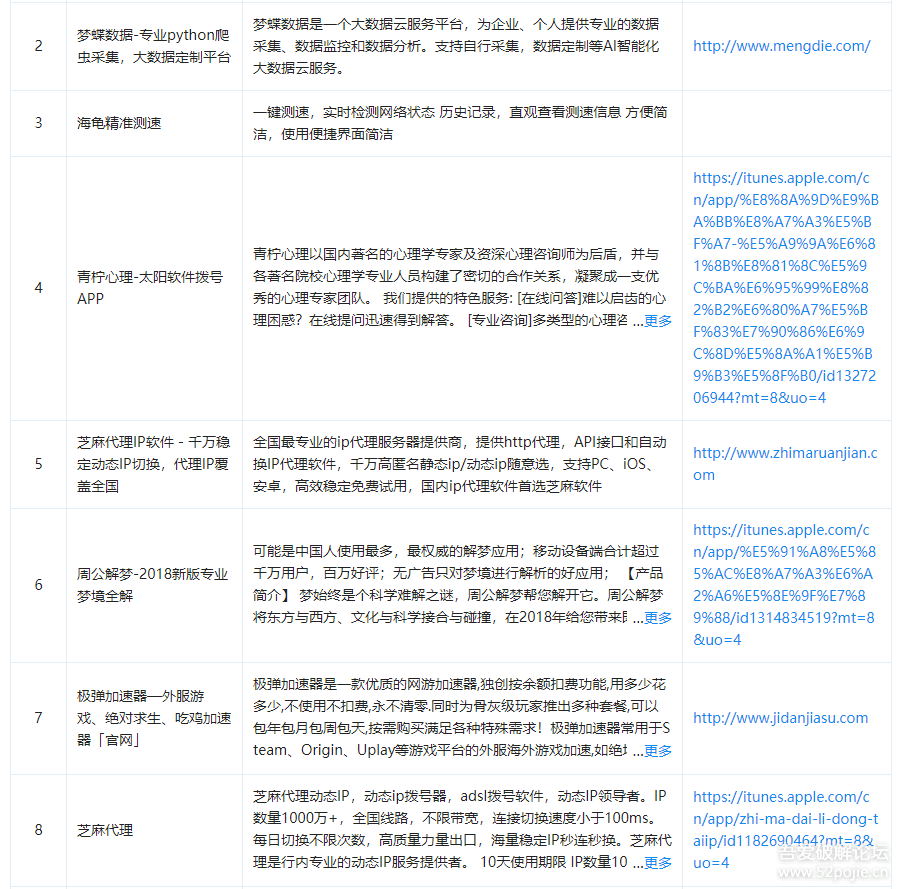 2
梦蝶数据-专业python爬
虫采集，大数据定制平台
梦蝶数据是一个大数据云服务平台，为企业、个人提供专业的数据
采集、数据监控和数据分析。支持自行采集，数据定制等AI智能化
大数据云服务。
http://www.mengdie.com/
3
海龟精准测速
一键测速，实时检测网络状态 历史记录，直观查看测速信息 方便简
洁，使用便捷界面简洁
4
青柠心理-太阳软件拨号
APP
青柠心理以国内著名的心理学专家及资深心理咨询师为后盾，并与
各著名院校心理学专业人员构建了密切的合作关系，凝聚成一支优
秀的心理专家团队。 我们提供的特色服务: [在线问答]难以启齿的心
理困惑？在线提问迅速得到解答。 [专业咨询]多类型的心理咨 ...更多
https://itunes.apple.com/c
n/app/%E8%8A%9D%E9%B
A%BB%E8%A7%A3%E5%B
F%A7-%E5%A9%9A%E6%8
1%8B%E8%81%8C%E5%9
C%BA%E6%95%99%E8%8
2%B2%E6%80%A7%E5%B
F%83%E7%90%86%E6%9
C%8D%E5%8A%A1%E5%B
9%B3%E5%8F%B0/id13272
06944?mt=8&uo=4
5
芝麻代理IP软件 - 千万稳
定动态IP切换，代理IP覆
盖全国
全国最专业的ip代理服务器提供商，提供http代理，API接口和自动
换IP代理软件，千万高匿名静态ip/动态ip随意选，支持PC、iOS、
安卓，高效稳定免费试用，国内ip代理软件首选芝麻软件
http://www.zhimaruanjian.c
om
6
周公解梦-2018新版专业
梦境全解
可能是中国人使用最多，最权威的解梦应用；移动设备端合计超过
千万用户，百万好评；无广告只对梦境进行解析的好应用； 【产品
简介】 梦始终是个科学难解之谜，周公解梦帮您解开它。周公解梦
将东方与西方、文化与科学接合与碰撞，在2018年给您带来 ...更多
https://itunes.apple.com/c
n/app/%E5%91%A8%E5%8
5%AC%E8%A7%A3%E6%A
2%A6%E5%8E%9F%E7%8
9%88/id1314834519?mt=8
&uo=4
7
极弹加速器—外服游
戏、绝对求生、吃鸡加速
器「官网」
极弹加速器是一款优质的网游加速器,独创按余额扣费功能,用多少花
多少,不使用不扣费,永不清零.同时为骨灰级玩家推出多种套餐,可以
包年包月包周包天,按需购买满足各种特殊需求！极弹加速器常用于S
team、Origin、Uplay等游戏平台的外服海外游戏加速,如绝 ...更多
http://www.jidanjiasu.com
8
芝麻代理
芝麻代理动态IP，动态ip拨号器，adsl拨号软件，动态IP领导者。IP
数量1000万+，全国线路，不限带宽，连接切换速度小于100ms。
每日切换不限次数，高质量力量出口，海量稳定IP秒连秒换。芝麻代
理是行内专业的动态IP服务提供者。 10天使用期限 IP数量10 ...更多
https://itunes.apple.com/c
n/app/zhi-ma-dai-li-dong-t
aiip/id1182690464?mt=8&
uo=4
吾爱破解论坛
www.52pojie.cn